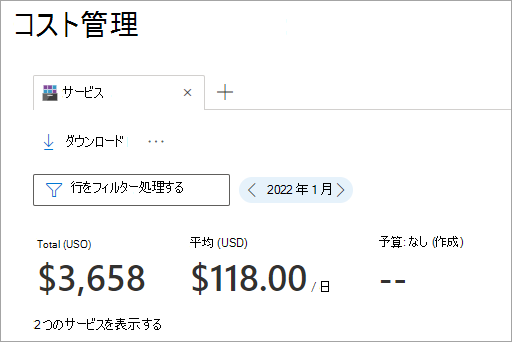 コスト管理
サービス
ダウンロード ...
行をフィルター処理する
2022 年 1 月
Total (USO) 平均 (USD) 予算: なし (作成)
$3,658 $118.00 / 日 --
2 つのサービスを表示する